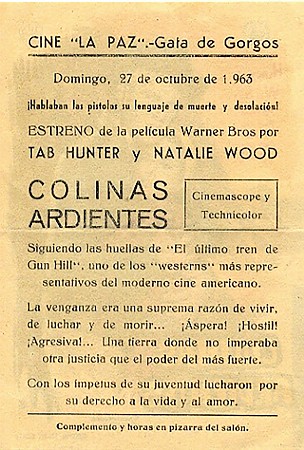 CINE "LA PAZ".-Gata de Gorgos
Domingo, 27 de octubre de 1.963
¡Hablaban las pistolas su lenguaje de muerte y desolación!
ESTRENO de la película Warner Bros por
TAB HUNTER y NATALIE WOOD
COLINAS
ARDIENTES
Cinemascope y
Technicolor
Siguiendo las huellas de "El último tren de
Gun Hill", uno de los "westerns" más repre-
sentativos del moderno cine americano.
La venganza era una suprema razón de vivir,
de luchar y de morir... ¡Áspera! ¡Hostil!
¡Agresiva!... Una tierra donde no imperaba
otra justicia que el poder del más fuerte.
Con los ímpetus de su juventud lucharon por
su derecho a la vida y al amor.
Complemento y horas en pizarra del salón.